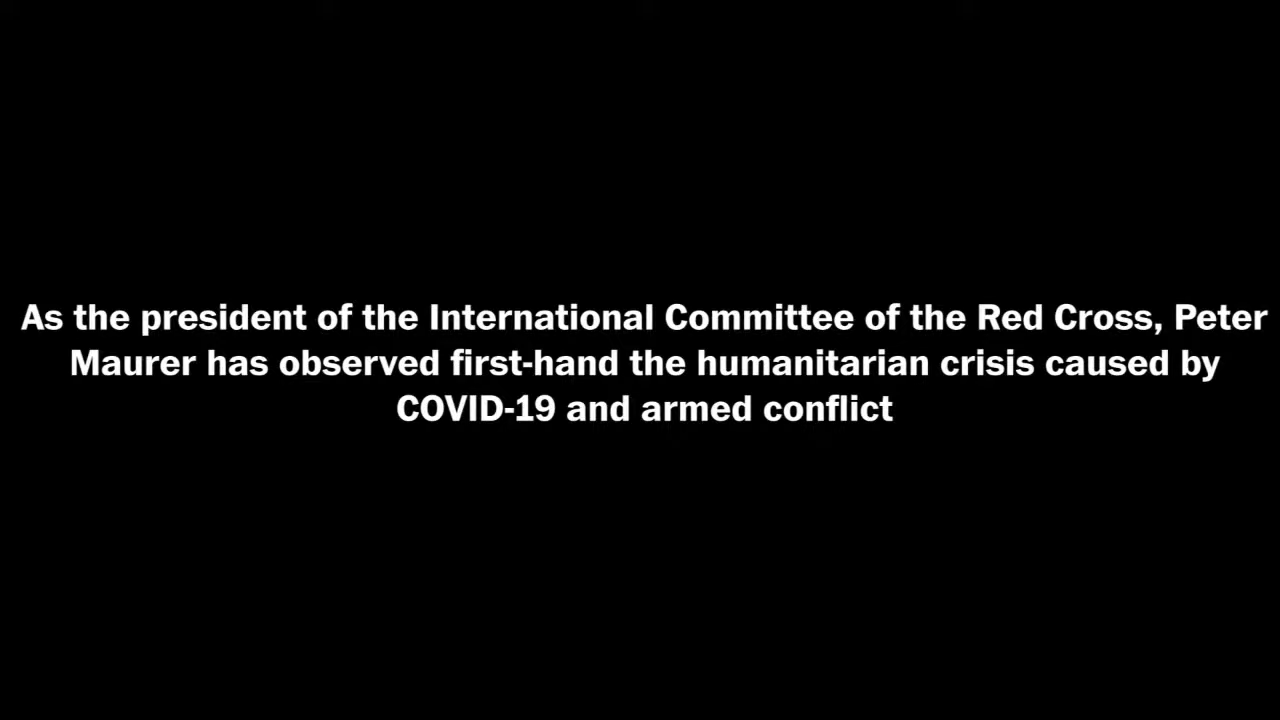 As the president of the International Committee of the Red Cross, Peter
Maurer has observed first-hand the humanitarian crisis caused by
COVID-19 and armed conflict